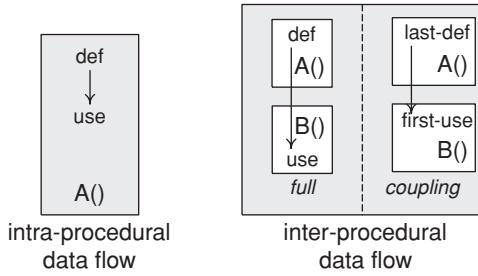 def
use
A()
intra-procedural
data flow
def
A()
B()
use
full
last-def
A()
first-use
B()
coupling
inter-procedural
data flow